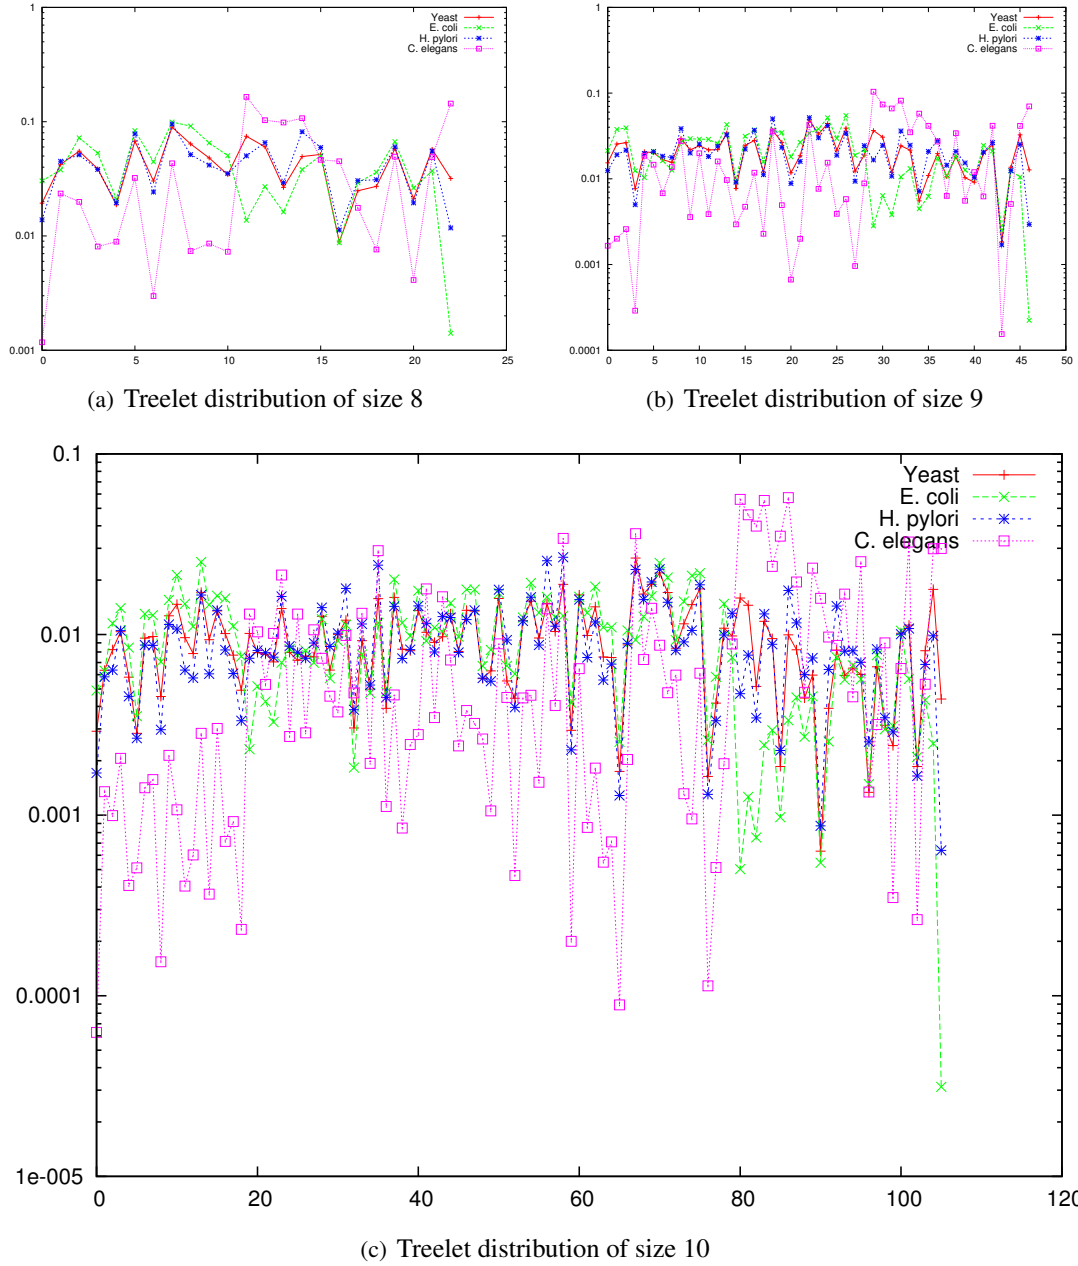 1
0.1
0.01
0.001
0 5 10 15 20 25
Yeast
E. coli
H. pylori
C. elegans
(a) Treelet distribution of size 8
1
0.1
0.01
0.001
0.0001
0 5 10 15 20 25 30 35 40 45 50
Yeast
E. coli
H. pylori
C. elegans
(b) Treelet distribution of size 9
0.1
0.01
0.001
0.0001
1e-005
0 20 40 60 80 100 120
Yeast
E. coli
H. pylori
C. elegans
(c) Treelet distribution of size 10